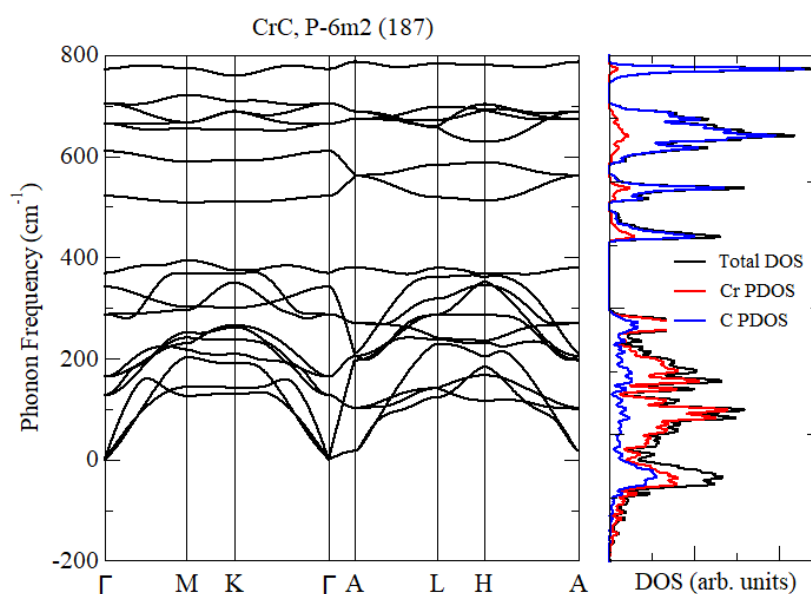 CrC, P-6m2 (187)
800
600
400
200
0
-200
Phonon Frequency (cm-1)
Γ M K Γ A L H A
Total DOS
Cr PDOS
C PDOS
DOS (arb. units)